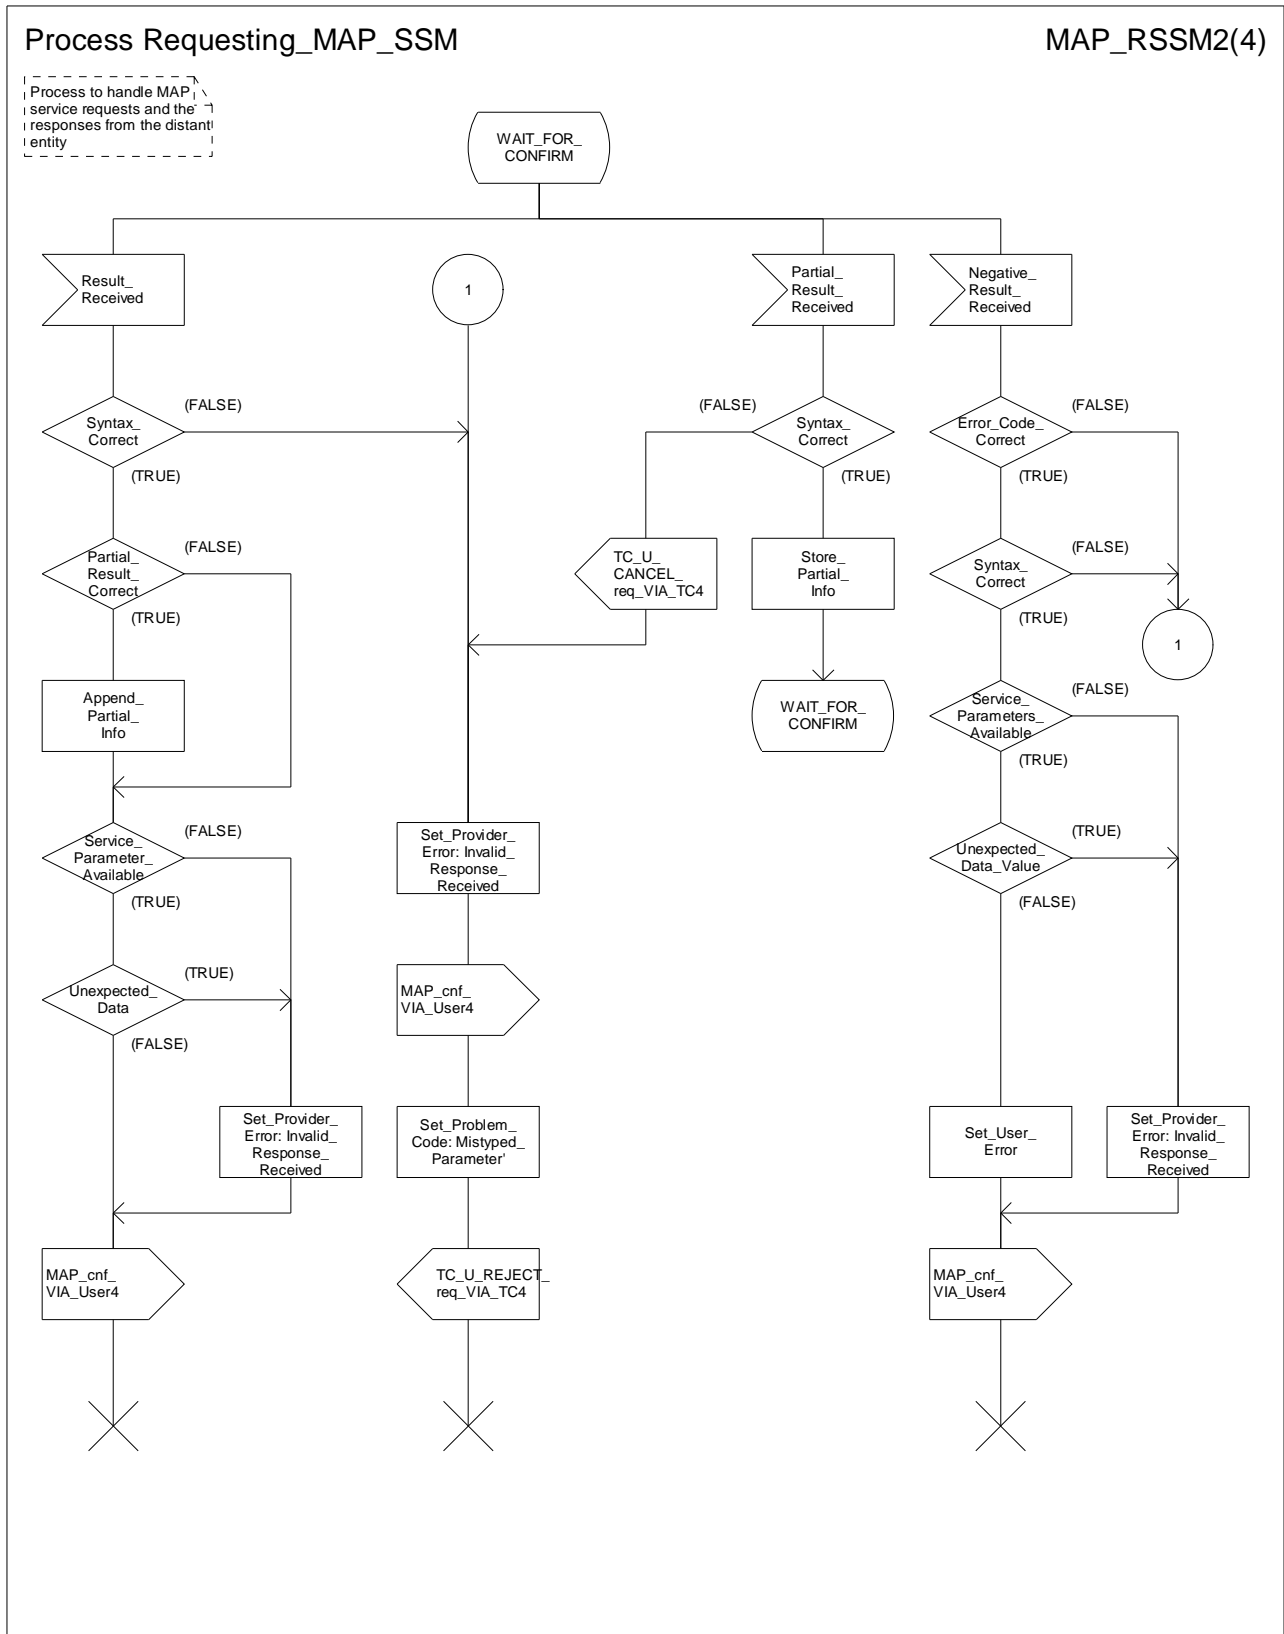 Process Requesting_MAP_SSM
MAP_RSSM2(4)
Process to handle MAP
service requests and the
responses from the distant
entity
WAIT_FOR_
CONFIRM
Result_
Received
1
Partial_
Result_
Received
Negative_
Result_
Received
Syntax_
Correct
(FALSE)
(TRUE)
(FALSE)
Syntax_
Correct
(TRUE)
Error_Code_
Correct
(FALSE)
(TRUE)
Partial_
Result_
Correct
(FALSE)
(TRUE)
TC_U_
CANCEL_
req_VIA_TC4
Store_
Partial_
Info
Syntax_
Correct
(FALSE)
(TRUE)
1
Append_
Partial_
Info
WAIT_FOR_
CONFIRM
Service_
Parameters_
Available
(FALSE)
(TRUE)
Service_
Parameter_
Available
(FALSE)
(TRUE)
Set_Provider_
Error: Invalid_
Response_
Received
Unexpected_
Data_Value
(TRUE)
(FALSE)
Unexpected_
Data
(TRUE)
(FALSE)
MAP_cnf_
VIA_User4
Set_Provider_
Error: Invalid_
Response_
Received
Set_Problem_
Code: Mistyped_
Parameter'
Set_User_
Error
Set_Provider_
Error: Invalid_
Response_
Received
MAP_cnf_
VIA_User4
TC_U_REJECT_
req_VIA_TC4
MAP_cnf_
VIA_User4